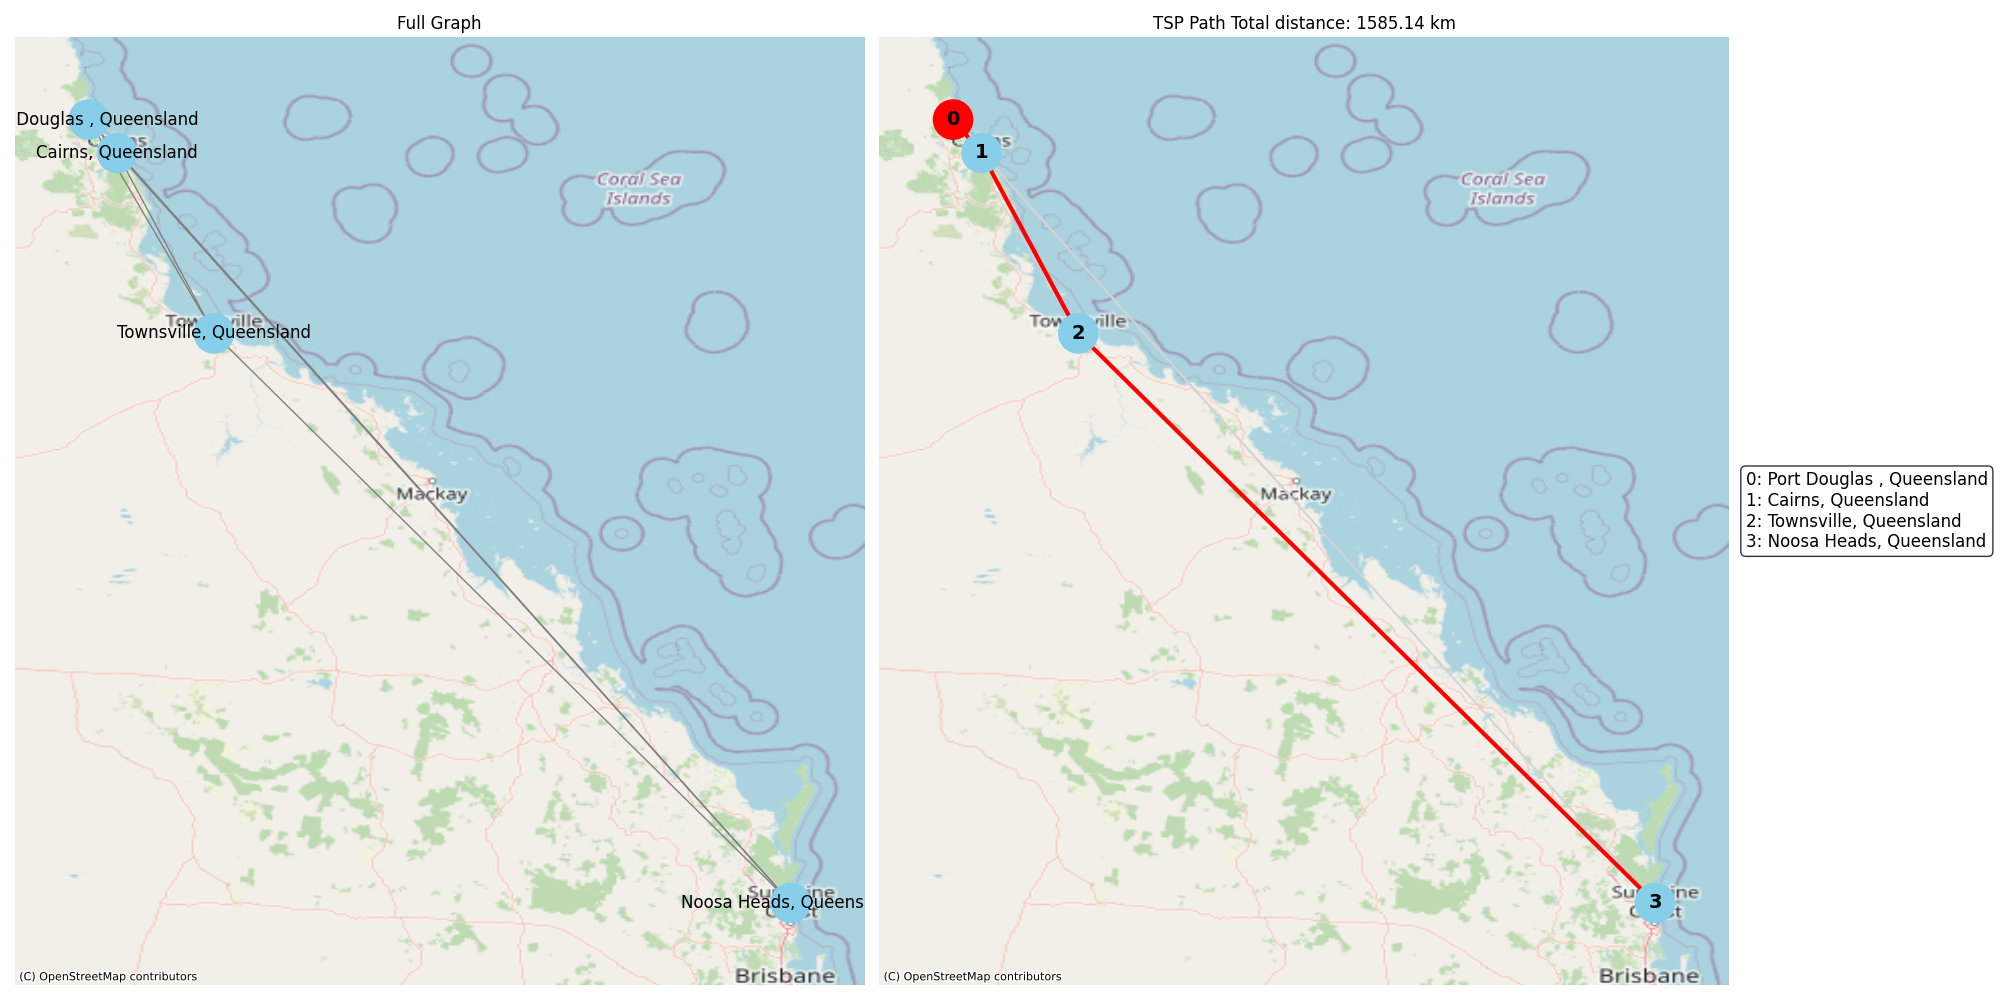 Full Graph
Douglas , Queensland
Cairns, Queensland
Coral Sea
Islands
Townsville, Queensland
Mackay
Noosa Heads, Queens
Brisbane
(C) OpenStreetMap contributors
TSP Path Total distance: 1585.14 km
0
1
Coral Sea
Islands
2
Mackay
3
Brisbane
(C) OpenStreetMap contributors
0: Port Douglas , Queensland
1: Cairns, Queensland
2: Townsville, Queensland
3: Noosa Heads, Queensland